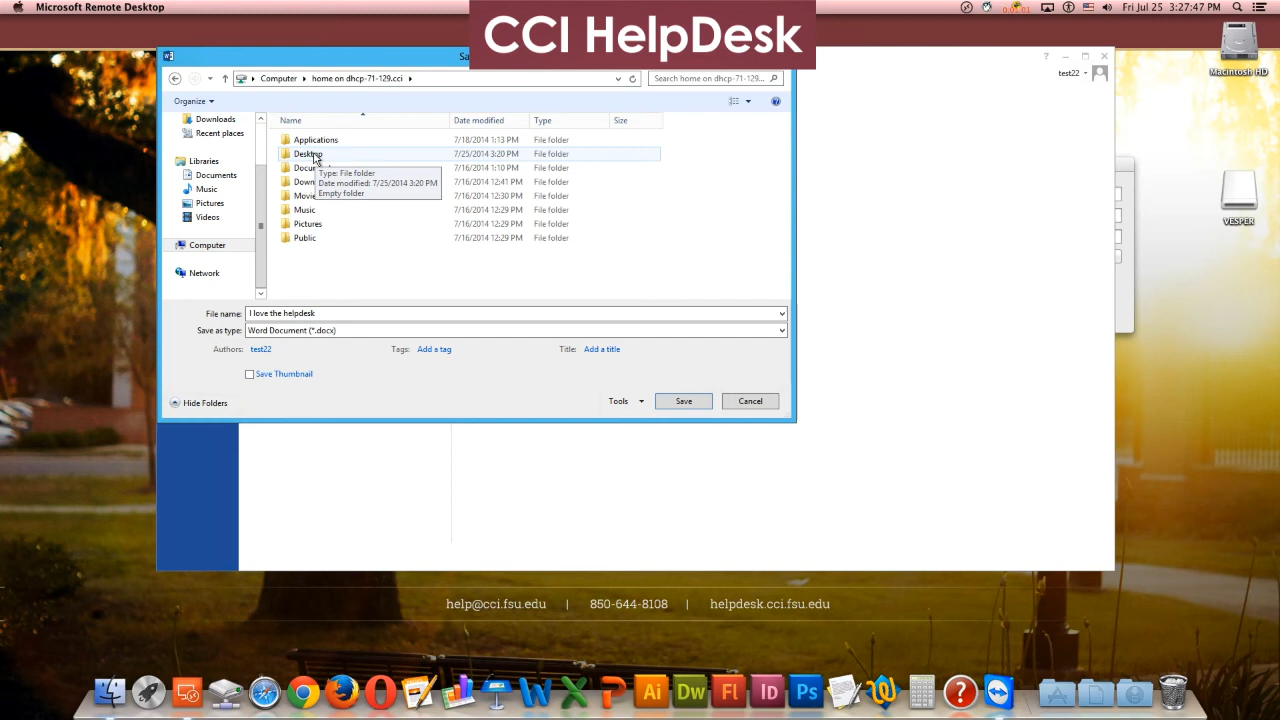 Microsoft Remote Desktop
Fri Jul 25 3:27:47 PM
CCI HelpDesk
Macintosh HD
VESPER
test22
Computer
home on dhcp-71-129.cci
Search home on dhcp-71-129...
Organize
Downloads
Recent places
Libraries
Documents
Music
Pictures
Videos
Computer
Network
Name Date modified Type Size
Applications 7/18/2014 1:13 PM File folder
Desktop 7/25/2014 3:20 PM File folder
7/16/2014 1:10 PM File folder
7/16/2014 12:41 PM File folder
7/16/2014 12:30 PM File folder
Music 7/16/2014 12:29 PM File folder
Pictures 7/16/2014 12:29 PM File folder
Public 7/16/2014 12:29 PM File folder
Type: File folder
Date modified: 7/25/2014 3:20 PM
Empty folder
File name: I love the helpdesk
Save as type: Word Document (*.docx)
Authors: test22 Tags: Add a tag Title: Add a title
Save Thumbnail
Hide Folders
Tools Save Cancel
help@cci.fsu.edu | 850-644-8108 | helpdesk.cci.fsu.edu
Ai Dw Fl Id Ps